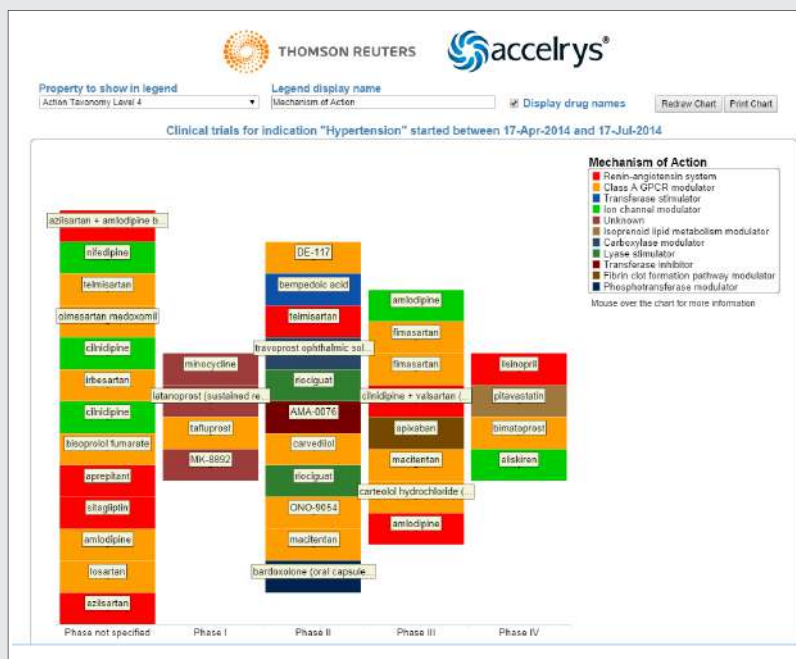 THOMSON REUTERS accelrys®
Property to show in legend Legend display name
Action Taxonomy Level 4 Mechanism of Action Display drug names Redraw Chart Print Chart
Clinical trials for indication "Hypertension" started between 17-Apr-2014 and 17-Jul-2014
azilsartan + amlodipine b...
nifedipine
telmisartan
olmesartan medoxomil
clinidipine
irbesartan
clinidipine
bisoprolol fumarate
aprepitant
sitagliptin
amlodipine
losartan
azilsartan
Phase not specified
minocycline
latanoprost (sustained re...
tafluprost
MK-8892
Phase I
DE-117
bempedoic acid
telmisartan
travoprost ophthalmic sol...
riociguat
AMA-0076
carvedilol
riociguat
ONO-9054
macitentan
bardoxolone (oral capsule...
Phase II
amlodipine
fimasartan
fimasartan
clinidipine + valsartan (...
apixaban
macitentan
carteolol hydrochloride (...
amlodipine
Phase III
lisinopril
pitavastatin
bimatoprost
aliskiren
Phase IV
Mechanism of Action
Renin-angiotensin system
Class A GPCR modulator
Transferase stimulator
Ion channel modulator
Unknown
Isoprenoid lipid metabolism modulator
Carboxylase modulator
Lyase stimulator
Transferase inhibitor
Fibrin clot formation pathway modulator
Phosphotransferase modulator
Mouse over the chart for more information